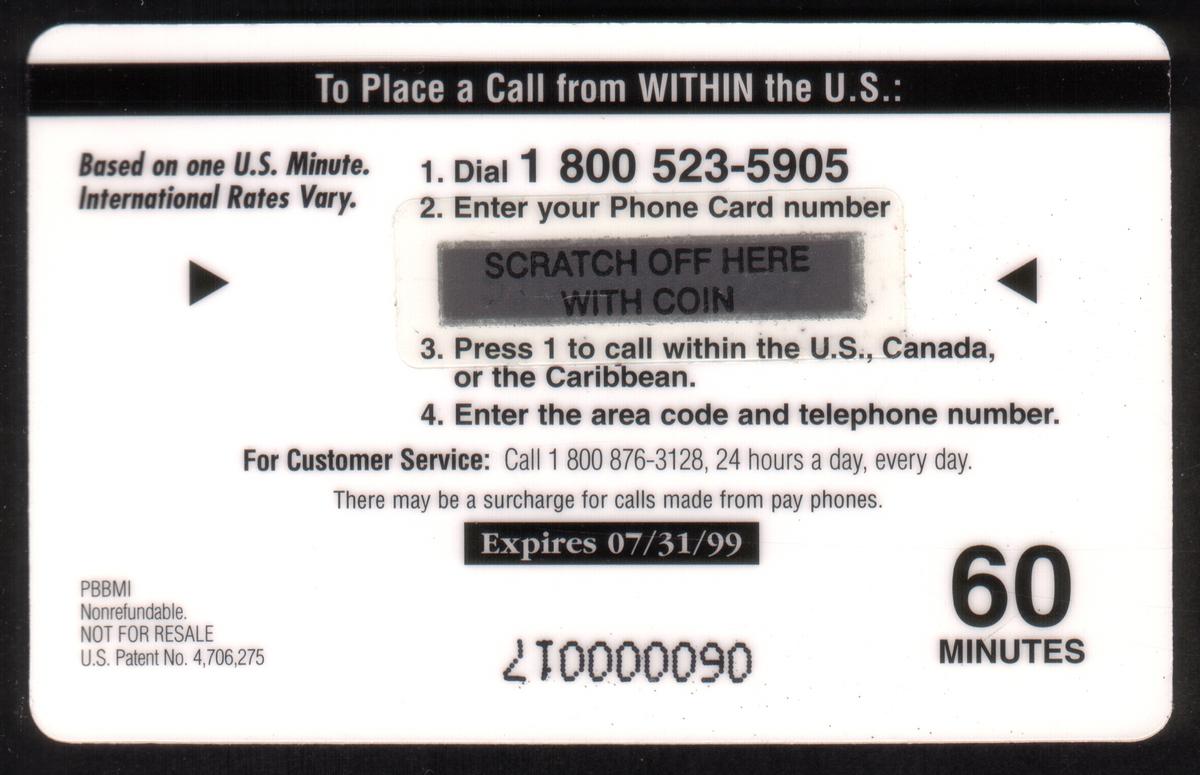 To Place a Call from WITHIN the U.S.:
Based on one U.S. Minute.
International Rates Vary.
1. Dial 1 800 523-5905
2. Enter your Phone Card number
SCRATCH OFF HERE
WITH COIN
3. Press 1 to call within the U.S., Canada,
or the Caribbean.
4. Enter the area code and telephone number.
For Customer Service: Call 1 800 876-3128, 24 hours a day, every day.
There may be a surcharge for calls made from pay phones.
Expires 07/31/99
PBBMI
Nonrefundable.
NOT FOR RESALE
U.S. Patent No. 4,706,275
060000017
60
MINUTES